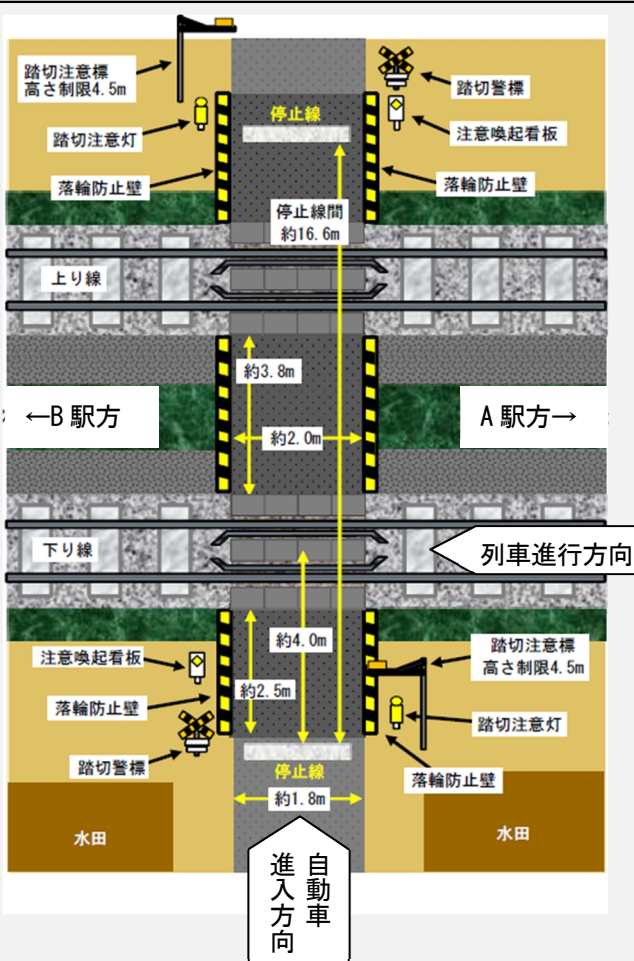 踏切注意標
高さ制限4.5m
踏切注意灯
落輪防止壁
停止線
踏切警標
注意喚起看板
落輪防止壁
停止線間
約16.6m
上り線
約3.8m
←B駅方
A駅方→
約2.0m
下り線
列車進行方向
約4.0m
注意喚起看板
約2.5m
落輪防止壁
踏切警標
踏切注意標
高さ制限4.5m
踏切注意灯
落輪防止壁
停止線
約1.8m
水田
水田
自動車
進入方向